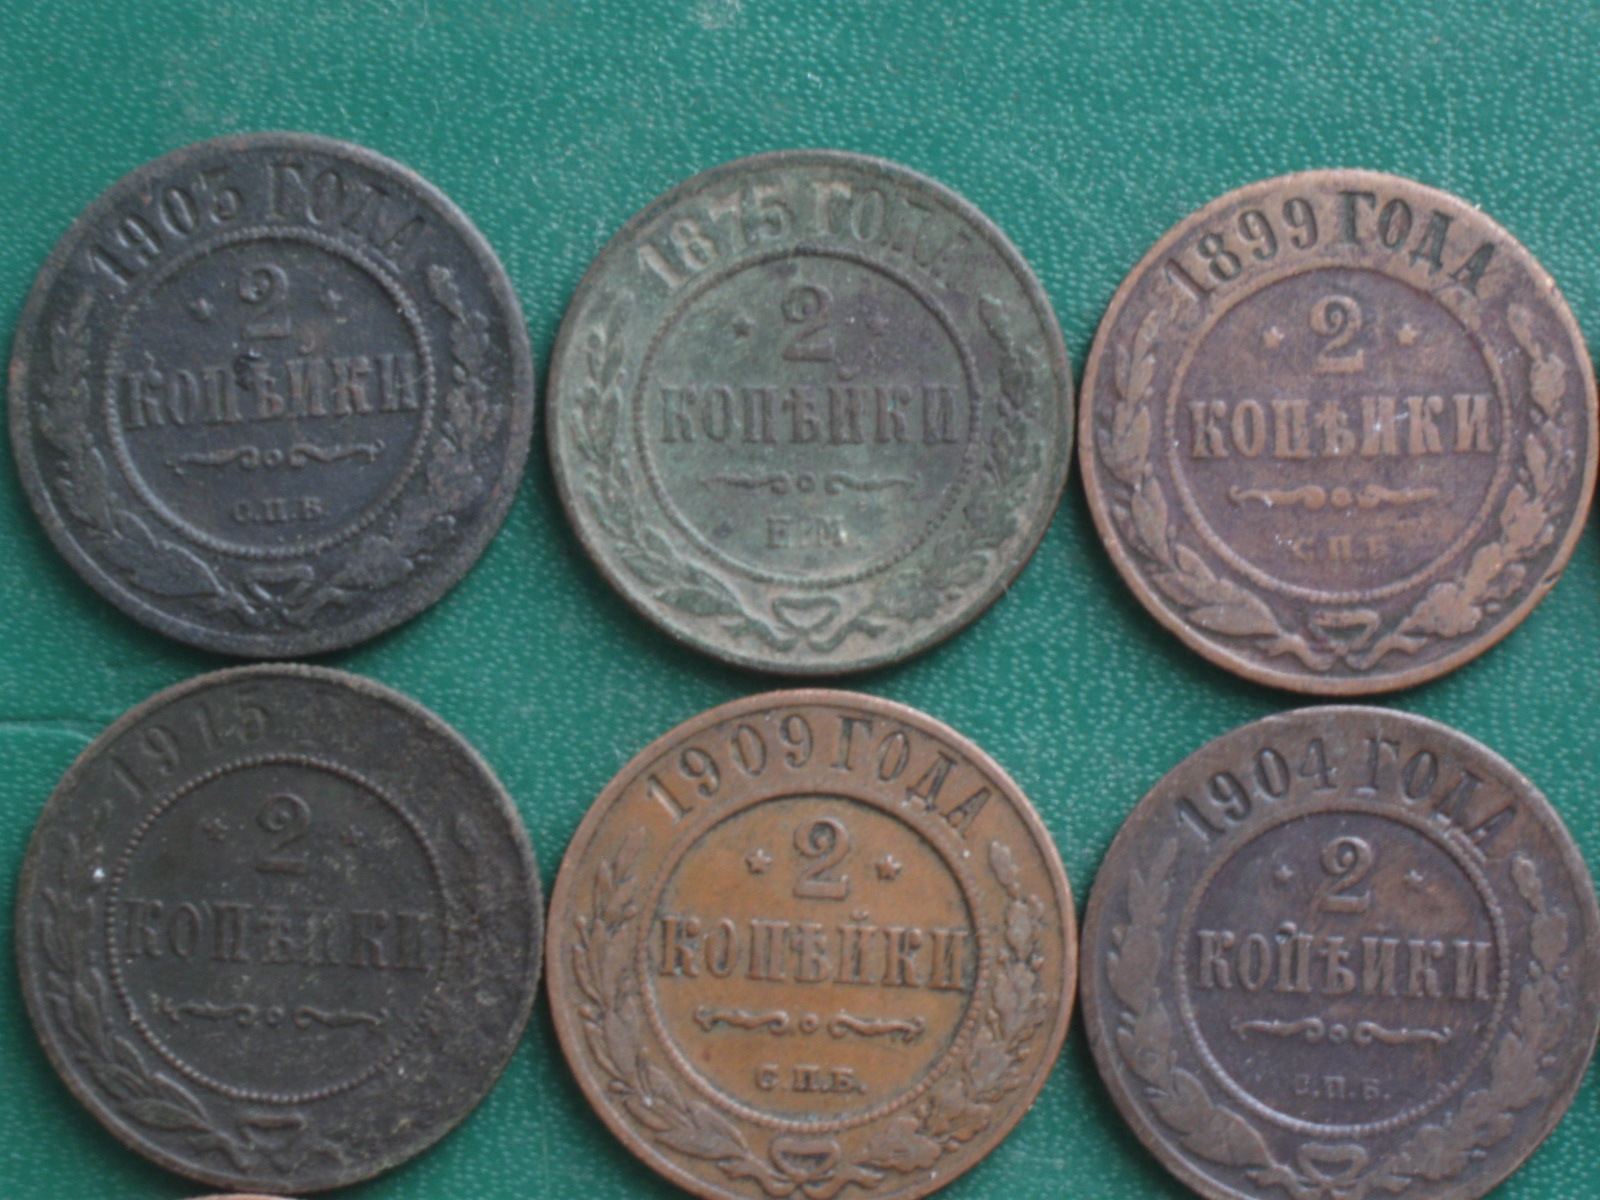 1903 ГОДА
2
КОПѢЙКИ
С.П.Б.
1875 ГОДА
2
КОПѢЙКИ
Е.М.
1899 ГОДА
2
КОПѢЙКИ
С.П.Б
1915
2
КОПѢЙКИ
1909 ГОДА
2
КОПѢЙКИ
С.П.Б.
1904 ГОДА
2
КОПѢЙКИ
С.П.Б.